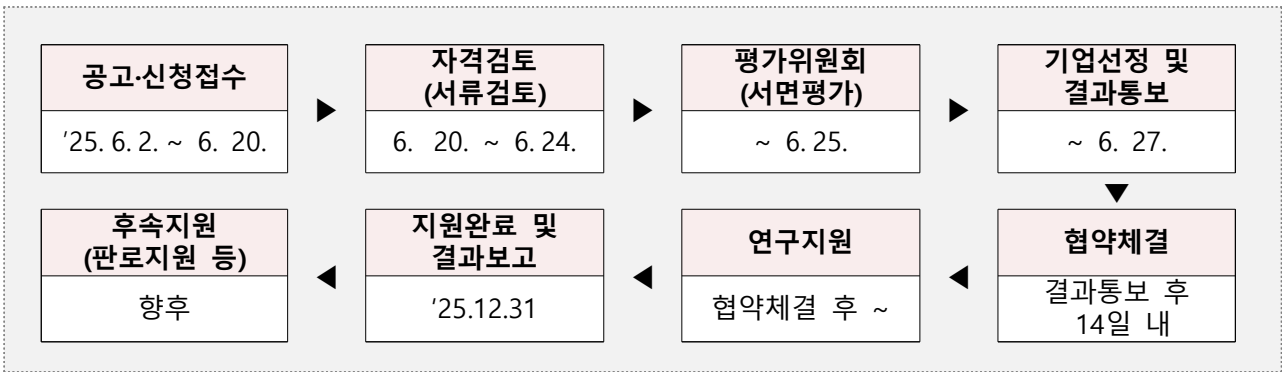 공고·신청접수
'25. 6. 2. ~ 6. 20.
▶
자격검토
(서류검토)
6. 20. ~ 6. 24.
▶
평가위원회
(서면평가)
~ 6. 25.
▶
기업선정 및
결과통보
~ 6. 27.
▼
협약체결
결과통보 후
14일 내
◀
연구지원
협약체결 후 ~
◀
지원완료 및
결과보고
'25.12.31
◀
후속지원
(판로지원 등)
향후